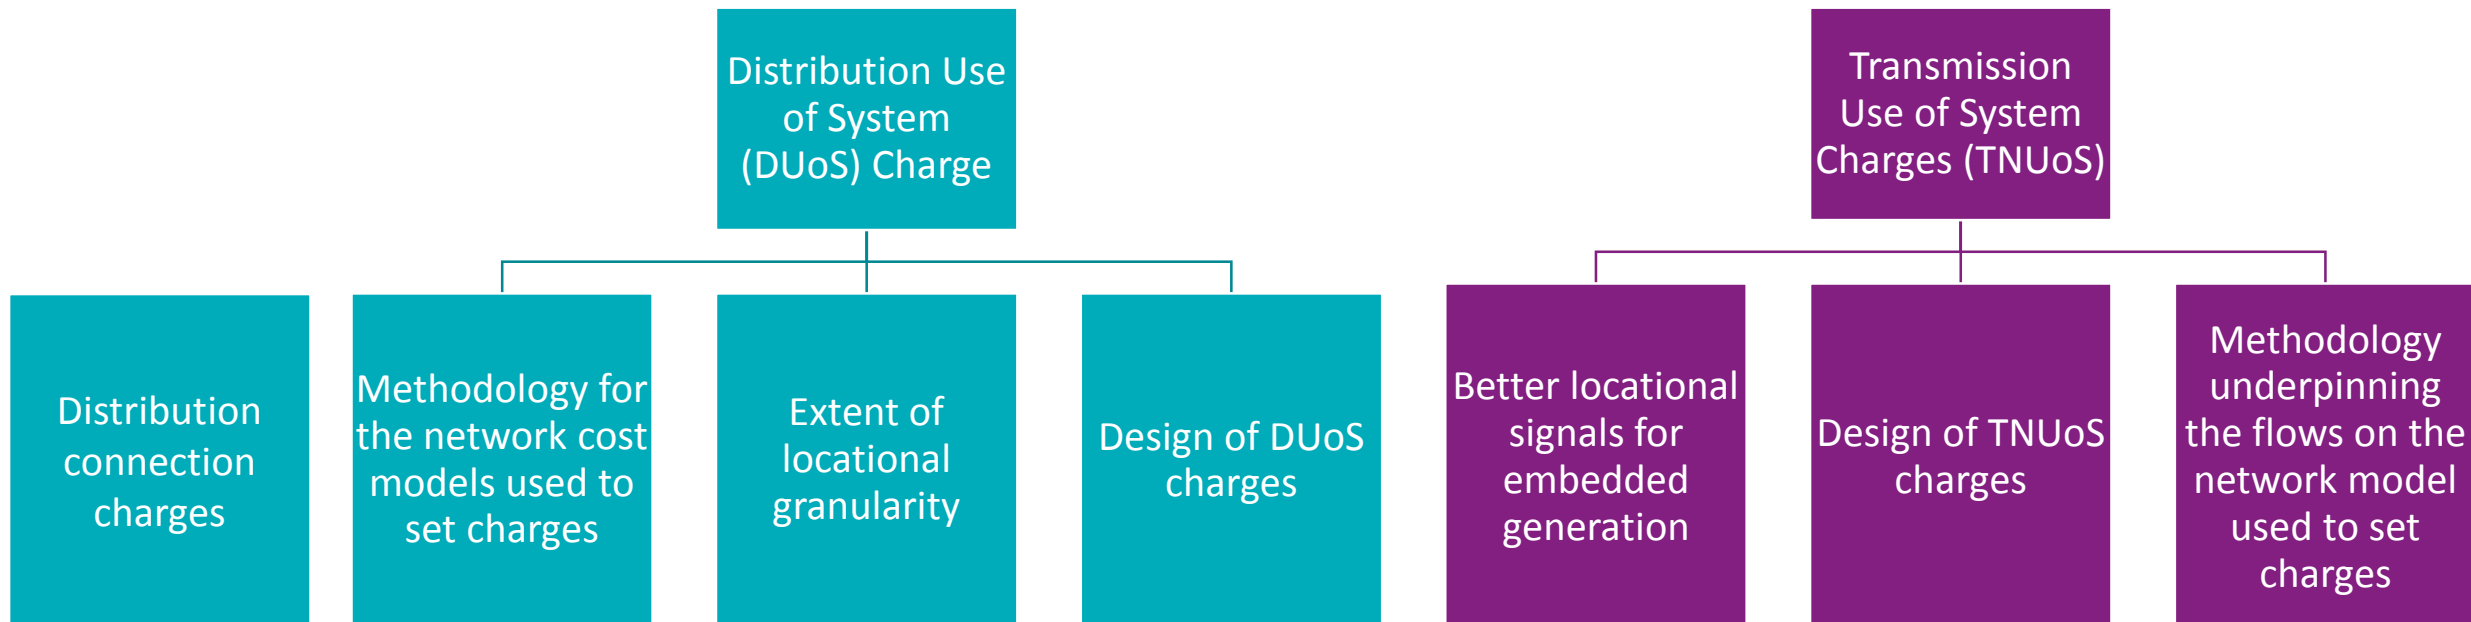 Distribution Use
of System
(DUoS) Charge
Transmission
Use of System
Charges (TNUoS)
Distribution
connection
charges
Methodology for
the network cost
models used to
set charges
Extent of
locational
granularity
Design of DUoS
charges
Better locational
signals for
embedded
generation
Design of TNUoS
charges
Methodology
underpinning
the flows on the
network model
used to set
charges